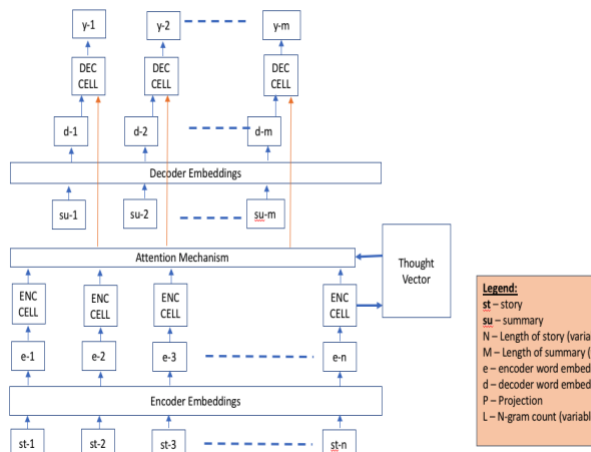 y-1 y-2 y-m
DEC CELL DEC CELL DEC CELL
d-1 d-2 d-m
Decoder Embeddings
su-1 su-2 su-m
Attention Mechanism
Thought Vector
ENC CELL ENC CELL ENC CELL ENC CELL
e-1 e-2 e-3 e-n
Encoder Embeddings
st-1 st-2 st-3 st-n
Legend:
st – story
su – summary
N – Length of story (varia
M – Length of summary (
e – encoder word embed
d – decoder word embed
P – Projection
L – N-gram count (variabl